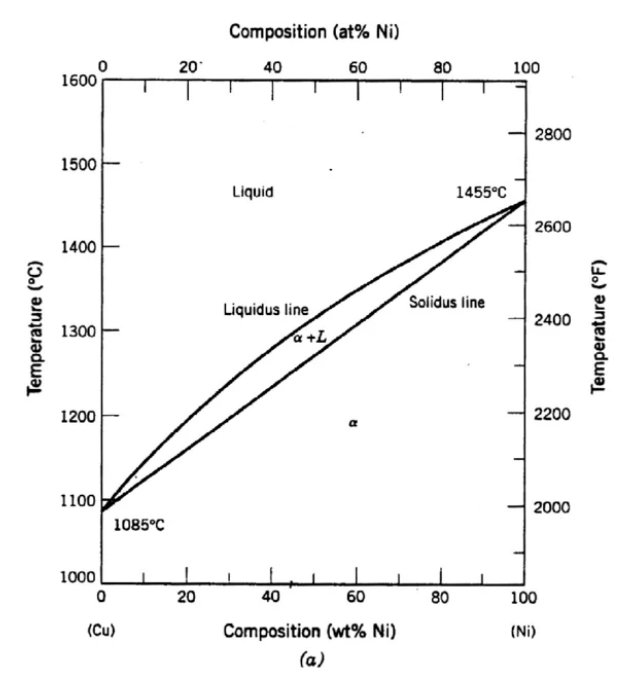 Composition (at% Ni)
0 20 40 60 80 100
1600
2800
1500
Liquid
1455°C
2600
1400
Temperature (°C)
Temperature (°F)
Liquidus line
Solidus line
2400
1300
α + L
1200
2200
α
1100
2000
1085°C
1000
0 20 40 60 80 100
(Cu) Composition (wt% Ni) (Ni)
(a)